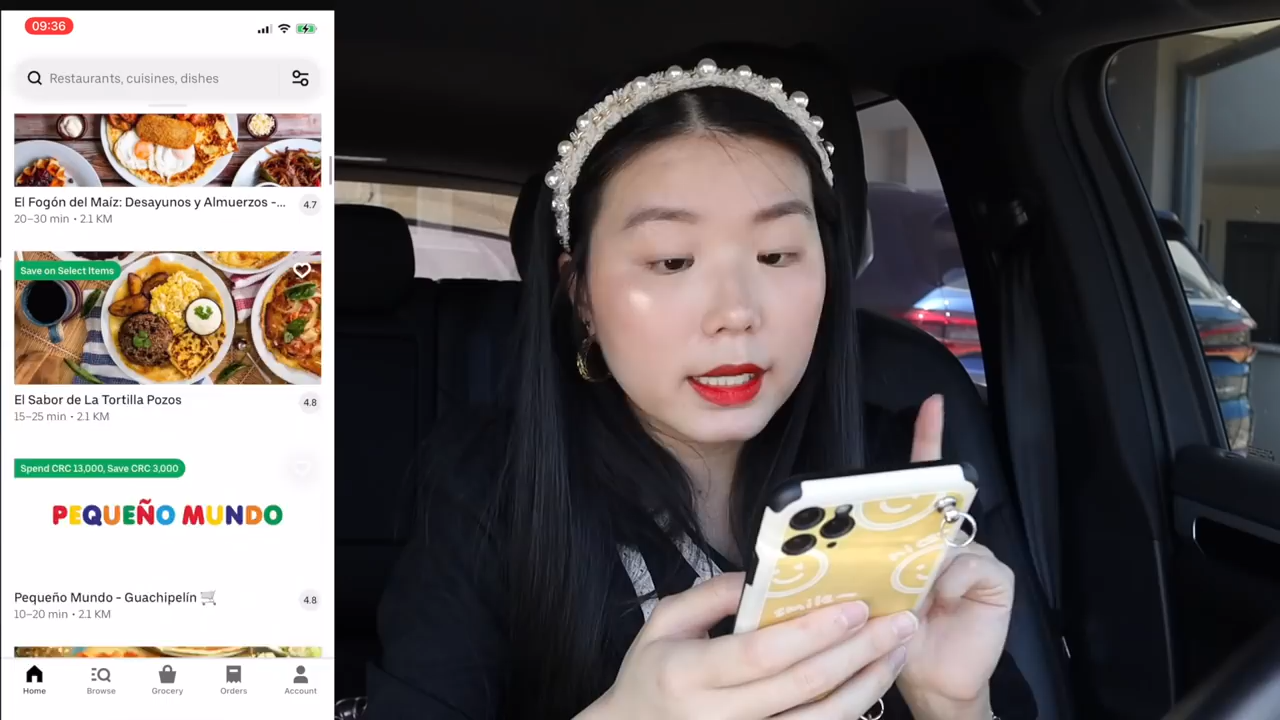 09:36
Restaurants, cuisines, dishes
El Fogón del Maíz: Desayunos y Almuerzos -...
4.7
20–30 min • 2.1 KM
Save on Select Items
El Sabor de La Tortilla Pozos
4.8
15–25 min • 2.1 KM
Spend CRC 13,000, Save CRC 3,000
PEQUEÑO MUNDO
Pequeño Mundo - Guachipelín 🛒
4.8
10–20 min • 2.1 KM
Home
Browse
Grocery
Orders
Account
smile